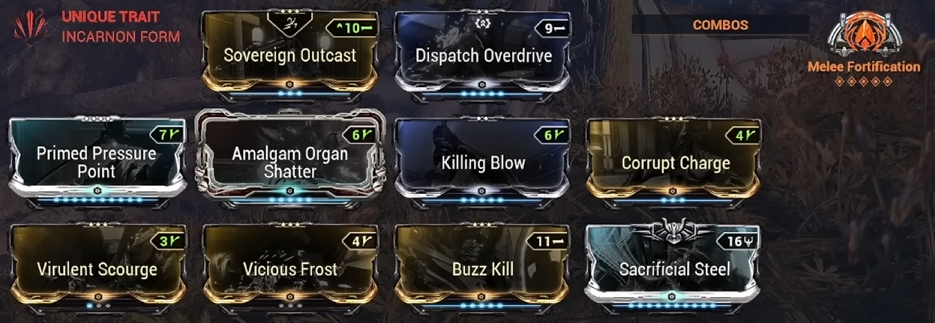 UNIQUE TRAIT
INCARNON FORM
10
Sovereign Outcast
9
Dispatch Overdrive
COMBOS
Melee Fortification
7
Primed Pressure
Point
6
Amalgam Organ
Shatter
6
Killing Blow
4
Corrupt Charge
3
Virulent Scourge
4
Vicious Frost
11
Buzz Kill
16
Sacrificial Steel